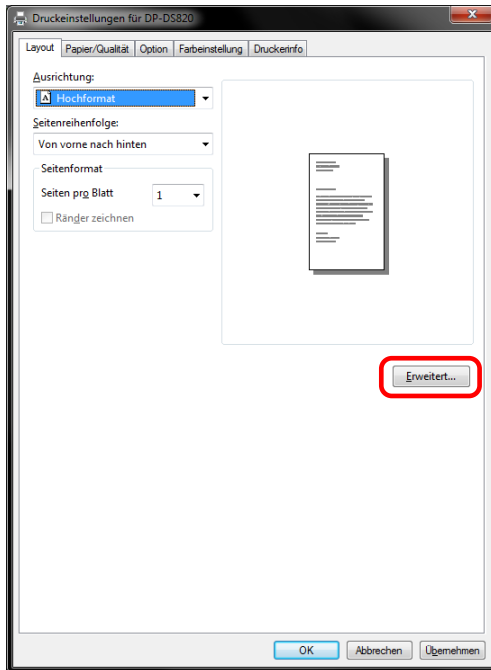 Druckeinstellungen für DP-DS820
Layout Papier/Qualität Option Farbeinstellung Druckerinfo
Ausrichtung:
A Hochformat
Seitenreihenfolge:
Von vorne nach hinten
Seitenformat
Seiten pro Blatt 1
Ränder zeichnen
Erweitert...
OK Abbrechen Übernehmen